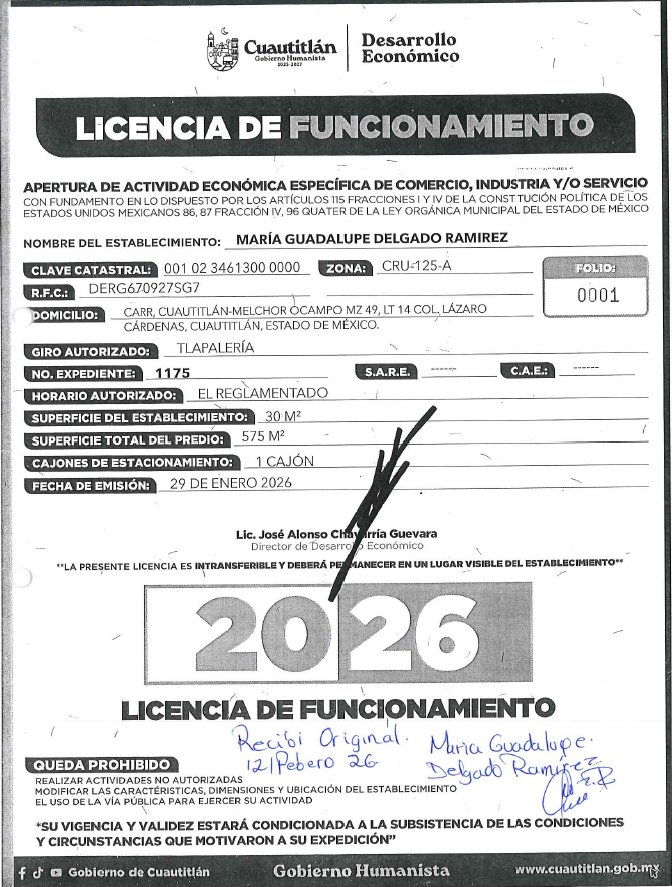 Cuautitlán
Gobierno Humanista
2025-2027
Desarrollo
Económico
LICENCIA DE FUNCIONAMIENTO
APERTURA DE ACTIVIDAD ECONÓMICA ESPECÍFICA DE COMERCIO, INDUSTRIA Y/O SERVICIO
CON FUNDAMENTO EN LO DISPUESTO POR LOS ARTÍCULOS 115 FRACCIONES I Y IV DE LA CONSTITUCIÓN POLÍTICA DE LOS
ESTADOS UNIDOS MEXICANOS 86, 87 FRACCIÓN IV, 96 QUATER DE LA LEY ORGÁNICA MUNICIPAL DEL ESTADO DE MÉXICO
NOMBRE DEL ESTABLECIMIENTO: MARÍA GUADALUPE DELGADO RAMIREZ
CLAVE CATASTRAL: 001 02 3461300 0000 ZONA: CRU-125-A
FOLIO:
0001
R.F.C.: DERG670927SG7
DOMICILIO: CARR, CUAUTITLÁN-MELCHOR OCAMPO MZ 49, LT 14 COL. LÁZARO
CÁRDENAS, CUAUTITLÁN, ESTADO DE MÉXICO.
GIRO AUTORIZADO: TLAPALERÍA
NO. EXPEDIENTE: 1175 S.A.R.E. ------ C.A.E.: ------
HORARIO AUTORIZADO: EL REGLAMENTADO
SUPERFICIE DEL ESTABLECIMIENTO: 30 M²
SUPERFICIE TOTAL DEL PREDIO: 575 M²
CAJONES DE ESTACIONAMIENTO: 1 CAJÓN
FECHA DE EMISIÓN: 29 DE ENERO 2026
Lic. José Alonso Chavarría Guevara
Director de Desarrollo Económico
**LA PRESENTE LICENCIA ES INTRANSFERIBLE Y DEBERÁ PERMANECER EN UN LUGAR VISIBLE DEL ESTABLECIMIENTO**
2026
LICENCIA DE FUNCIONAMIENTO
Recibi Original.
12/Febero 26
Maria Guadalupe.
Delgado Ramirez
QUEDA PROHIBIDO
REALIZAR ACTIVIDADES NO AUTORIZADAS
MODIFICAR LAS CARACTERÍSTICAS, DIMENSIONES Y UBICACIÓN DEL ESTABLECIMIENTO
EL USO DE LA VÍA PÚBLICA PARA EJERCER SU ACTIVIDAD
"SU VIGENCIA Y VALIDEZ ESTARÁ CONDICIONADA A LA SUBSISTENCIA DE LAS CONDICIONES
Y CIRCUNSTANCIAS QUE MOTIVARON A SU EXPEDICIÓN"
Gobierno de Cuautitlán
Gobierno Humanista
www.cuautitlan.gob.mx